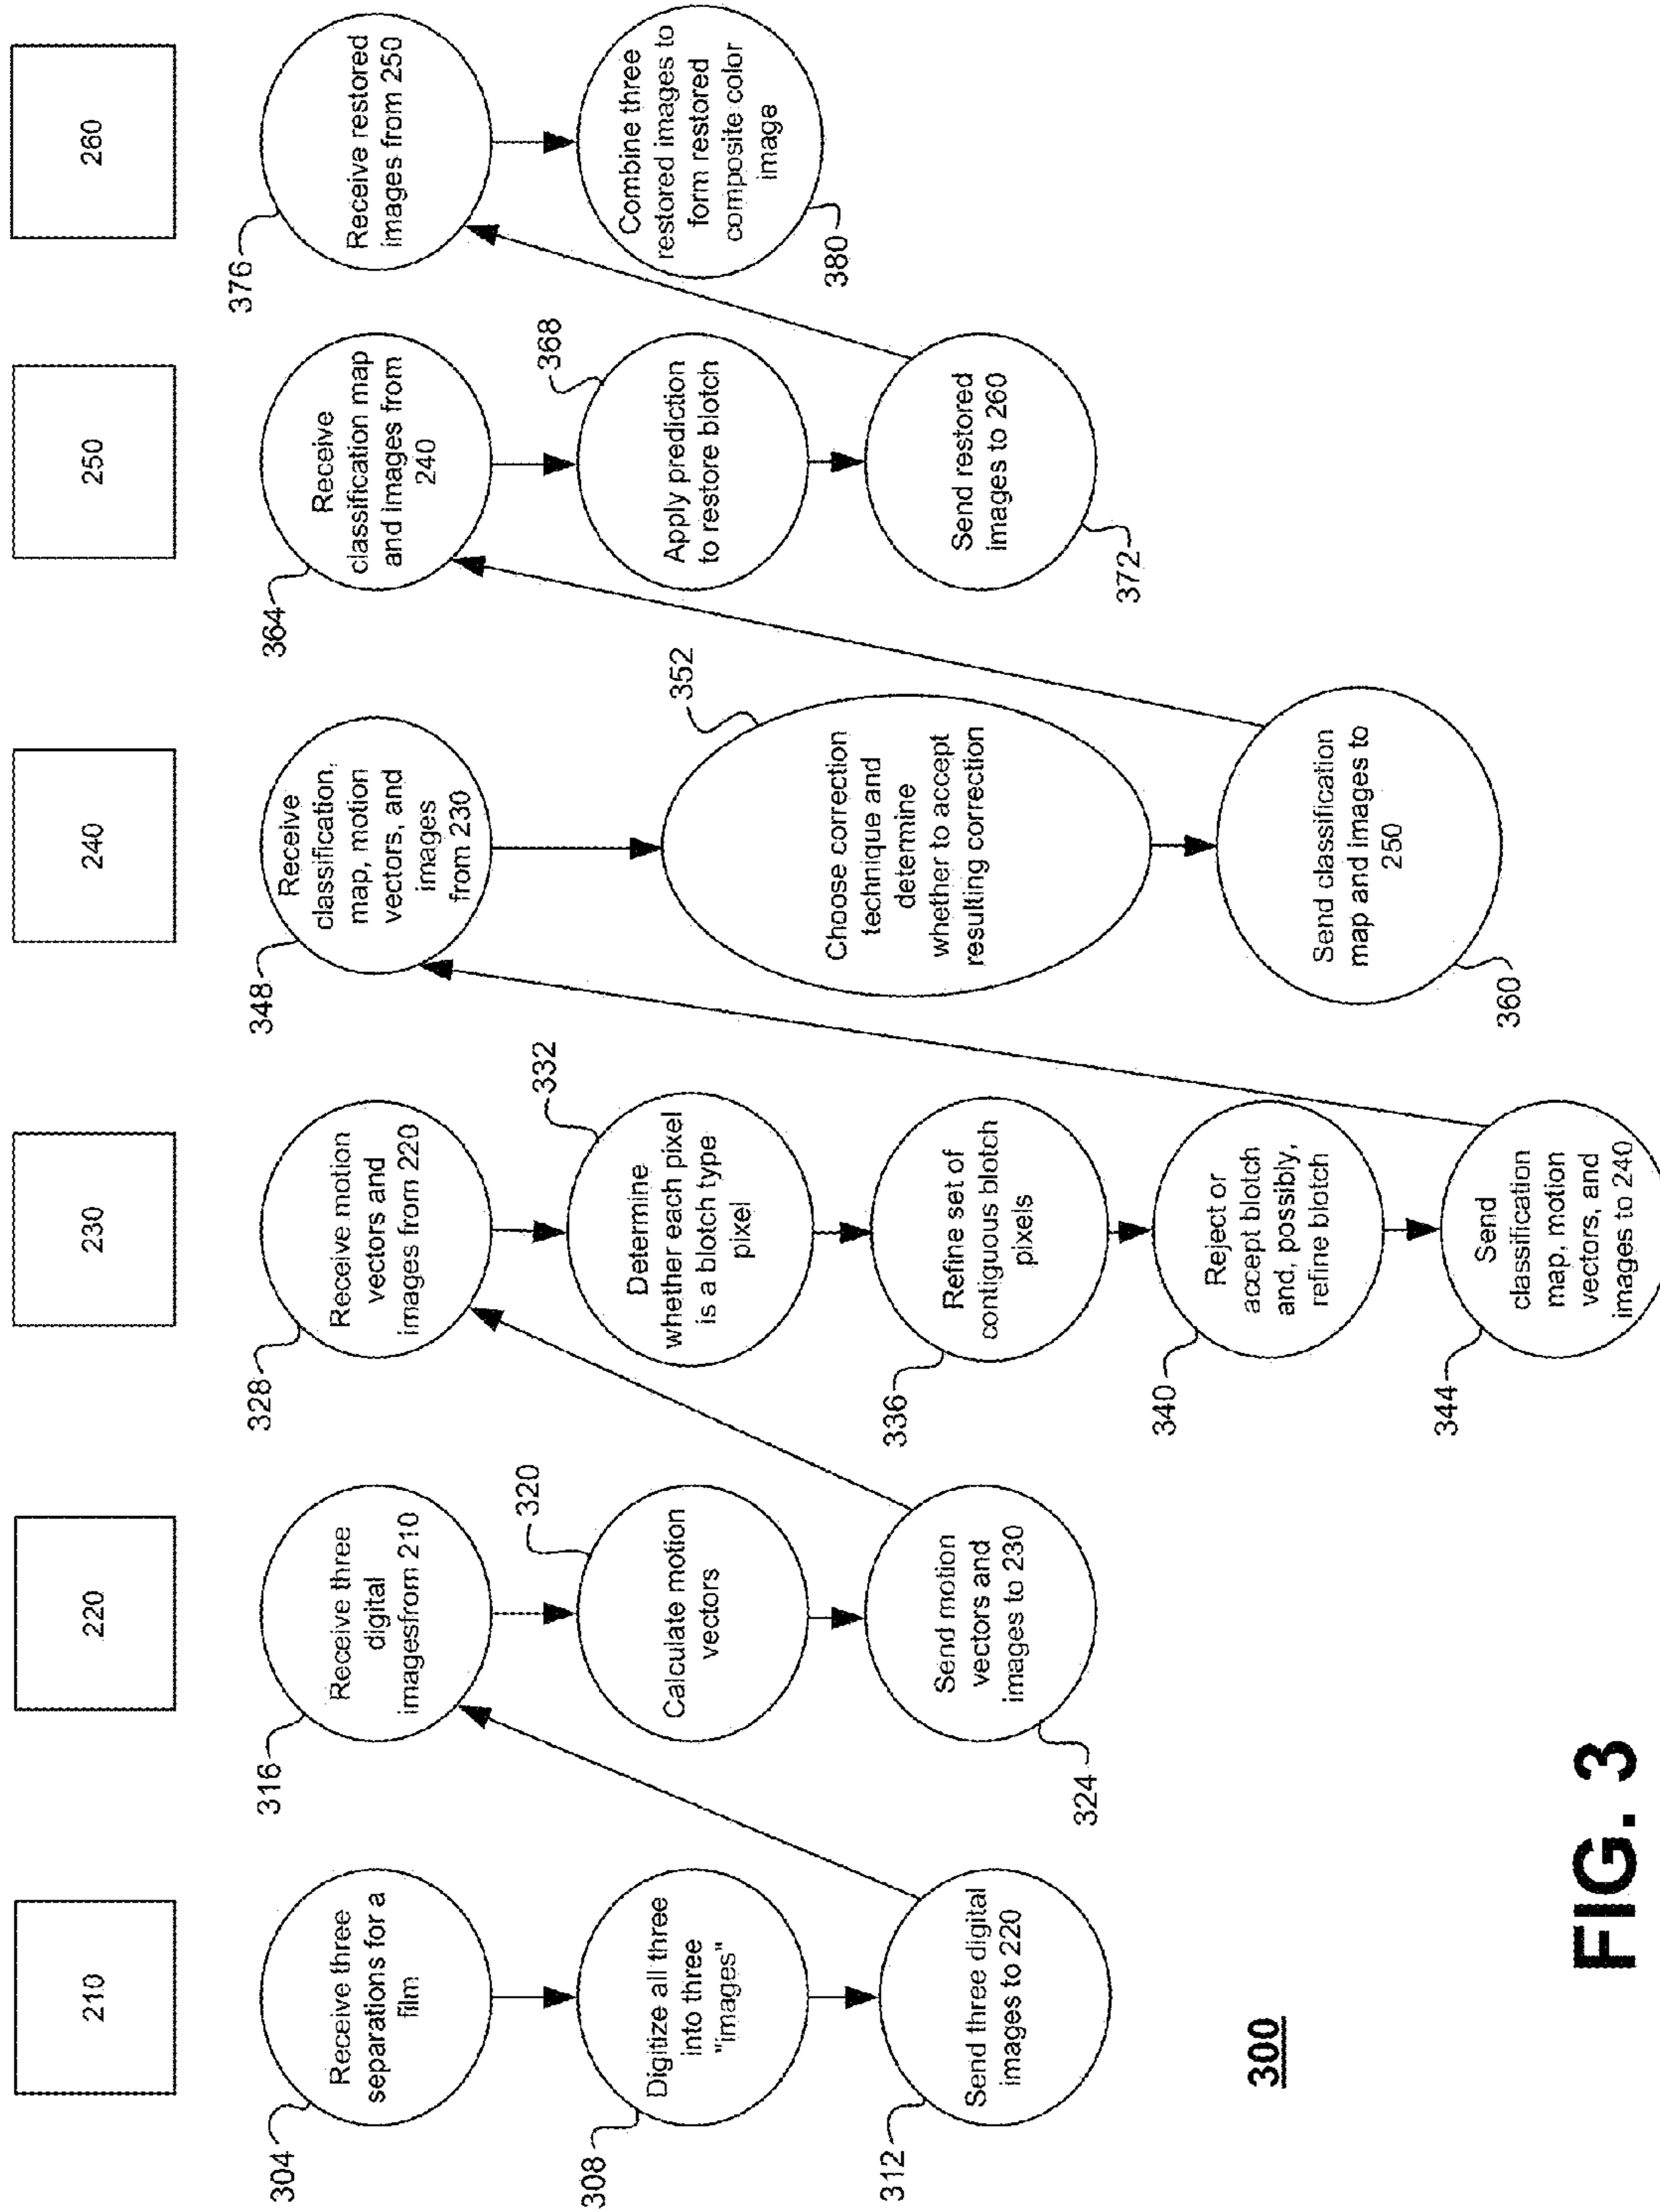 210
220
230
240
250
260
304
Receive three
separations for a
film
308
Digitize all three
into three
"images"
312
Send three digital
images to 220
316
Receive three
digital
imagesfrom 210
320
Calculate motion
vectors
324
Send motion
vectors and
images to 230
328
Receive motion
vectors and
images from 220
332
Determine
whether each pixel
is a blotch type
pixel
336
Refine set of
contiguous blotch
pixels
340
Reject or
accept blotch
and, possibly,
refine blotch
344
Send
classification
map, motion
vectors, and
images to 240
348
Receive
classification,
map, motion
vectors, and
images
from 230
352
Choose correction
technique and
determine
whether to accept
resulting correction
360
Send classification
map and images to
250
364
Receive
classification map
and images from
240
368
Apply prediction
to restore blotch
372
Send restored
images to 260
376
Receive restored
images from 250
380
Combine three
restored images to
form restored
composite color
image
300
FIG. 3